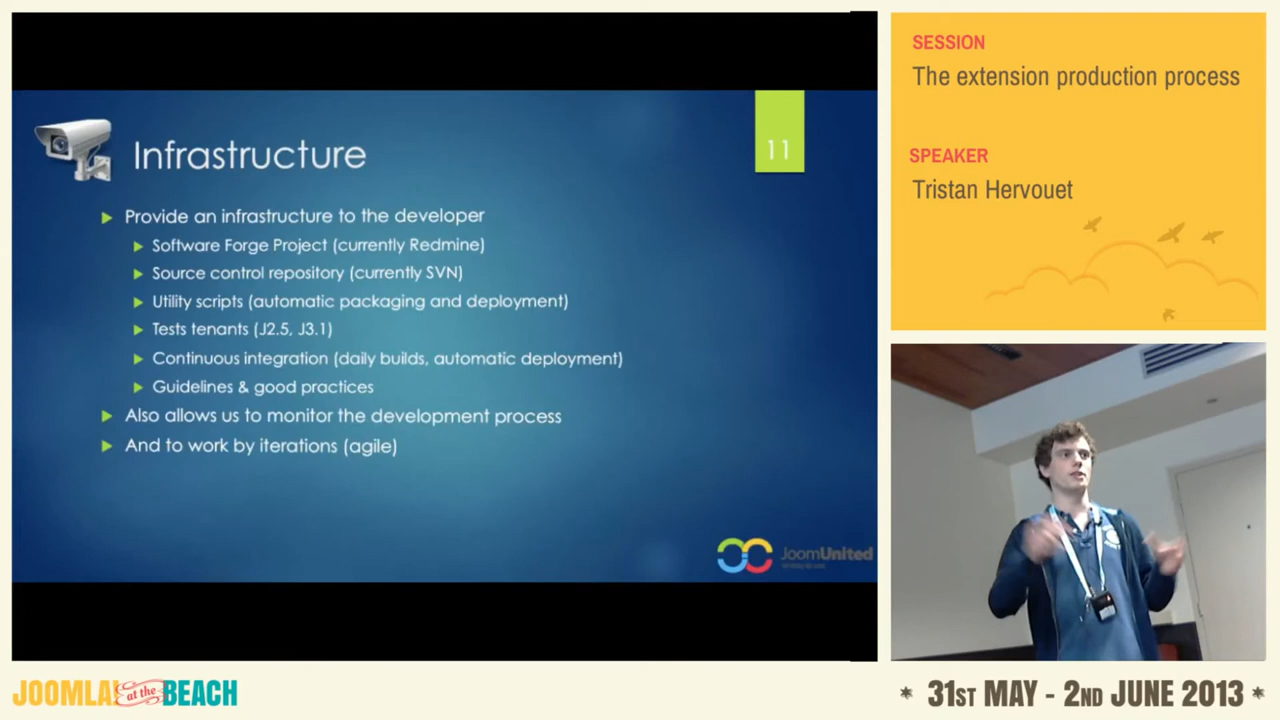 Infrastructure
11
Provide an infrastructure to the developer
Software Forge Project (currently Redmine)
Source control repository (currently SVN)
Utility scripts (automatic packaging and deployment)
Tests tenants (J2.5, J3.1)
Continuous integration (daily builds, automatic deployment)
Guidelines & good practices
Also allows us to monitor the development process
And to work by iterations (agile)
JoomUnited
SESSION
The extension production process
SPEAKER
Tristan Hervouet
JOOMLA! at the BEACH
* 31ST MAY - 2ND JUNE 2013 *